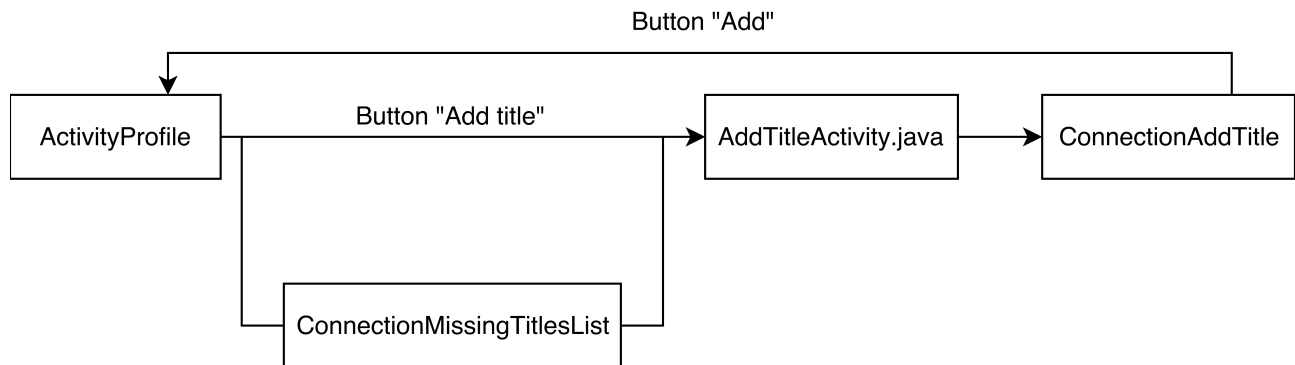 Button "Add"
ActivityProfile
Button "Add title"
AddTitleActivity.java
ConnectionAddTitle
ConnectionMissingTitlesList